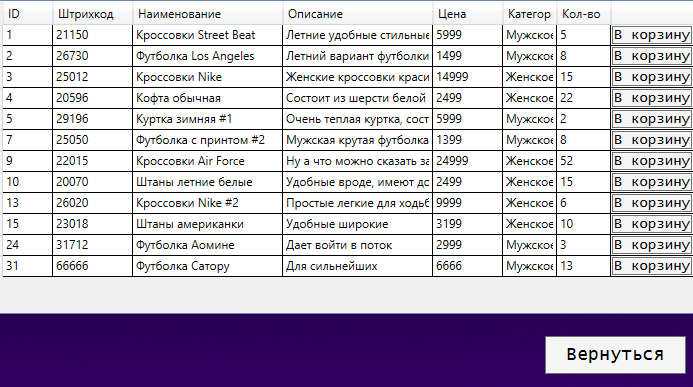 ID Штрихкод Наименование Описание Цена Категор Кол-во
1 21150 Кроссовки Street Beat Летние удобные стильные 5999 Мужское 5 В корзину
2 26730 Футболка Los Angeles Летний вариант футболки 1499 Мужское 8 В корзину
3 25012 Кроссовки Nike Женские кроссовки краси 14999 Женское 15 В корзину
4 20596 Кофта обычная Состоит из шерсти белой 2499 Женское 22 В корзину
5 29196 Куртка зимняя #1 Очень теплая куртка, сост 5999 Мужское 2 В корзину
7 25050 Футболка с принтом #2 Мужская крутая футболка 1399 Мужское 8 В корзину
9 22015 Кроссовки Air Force Ну а что можно сказать за 24999 Женское 52 В корзину
10 20070 Штаны летние белые Удобные вроде, имеют до 2499 Женское 15 В корзину
13 26020 Кроссовки Nike #2 Простые легкие для ходьб 9999 Женское 6 В корзину
15 23018 Штаны американки Удобные широкие 3199 Женское 10 В корзину
24 31712 Футболка Аомине Дает войти в поток 2999 Мужское 3 В корзину
31 66666 Футболка Сатору Для сильнейших 6666 Мужское 13 В корзину
Вернуться